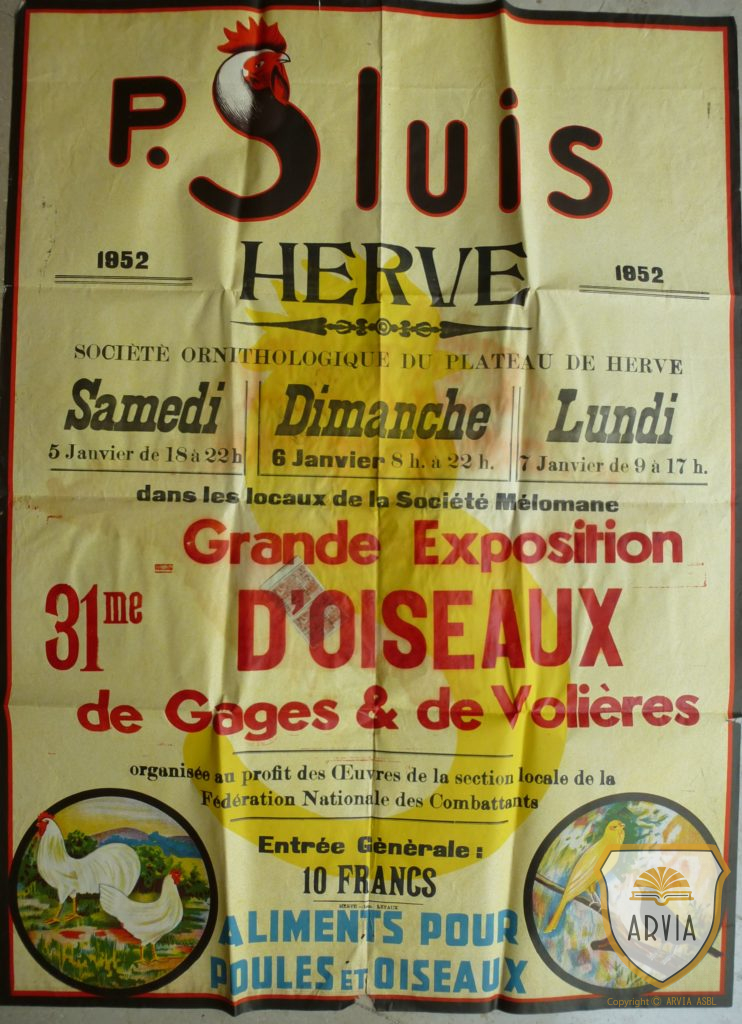 P. Sluis
1952 HERVE 1952
SOCIÈTÈ ORNITHOLOGIQUE DU PLATEAU DE HERVE
Samedi Dimanche Lundi
5 Janvier de 18 à 22h 6 Janvier 8 h. à 22 h. 7 Janvier de 9 à 17 h.
dans les locaux de la Société Mélomane
Grande Exposition
31me D'OISEAUX
de Gages & de Volières
organisée au profit des Œuvres de la section locale de la
Fédération Nationale des Combattants
Entrée Gènèrale :
10 FRANCS
ALIMENTS POUR
POULES ET OISEAUX
ARVIA
Copyright © ARVIA ASBL